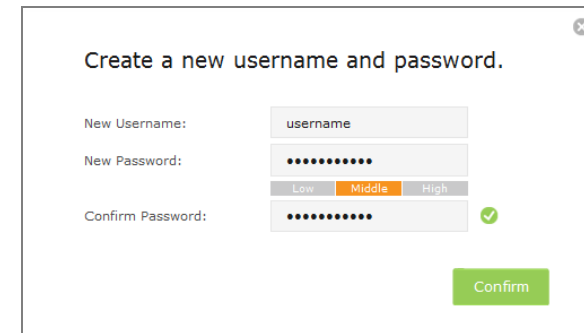 Create a new username and password.
New Username: username
New Password: •••••••••••
Low Middle High
Confirm Password: •••••••••••
Confirm